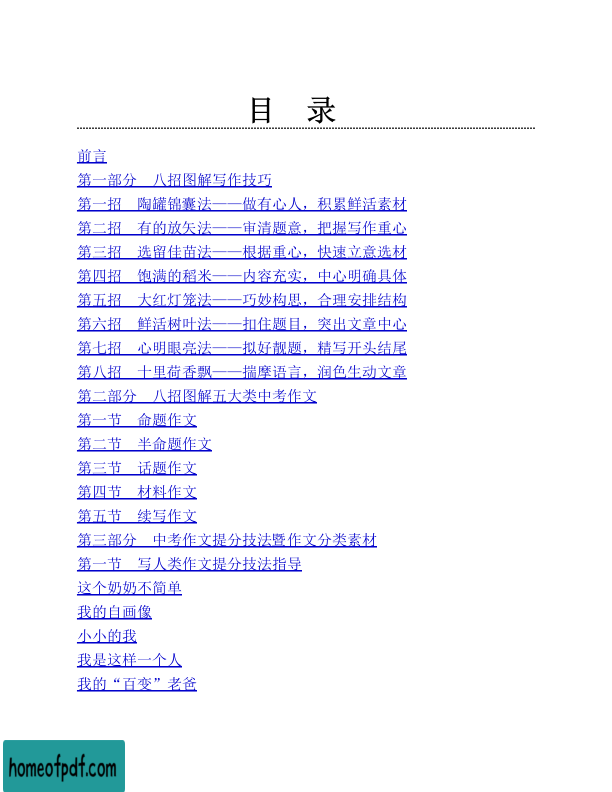 目 录
前言
第一部分 八招图解写作技巧
第一招 陶罐锦囊法——做有心人，积累鲜活素材
第二招 有的放矢法——审清题意，把握写作重心
第三招 选留佳苗法——根据重心，快速立意选材
第四招 饱满的稻米——内容充实，中心明确具体
第五招 大红灯笼法——巧妙构思，合理安排结构
第六招 鲜活树叶法——扣住题目，突出文章中心
第七招 心明眼亮法——拟好靓题，精写开头结尾
第八招 十里荷香飘——揣摩语言，润色生动文章
第二部分 八招图解五大类中考作文
第一节 命题作文
第二节 半命题作文
第三节 话题作文
第四节 材料作文
第五节 续写作文
第三部分 中考作文提分技法暨作文分类素材
第一节 写人类作文提分技法指导
这个奶奶不简单
我的自画像
小小的我
我是这样一个人
我的“百变”老爸
homeofpdf.com